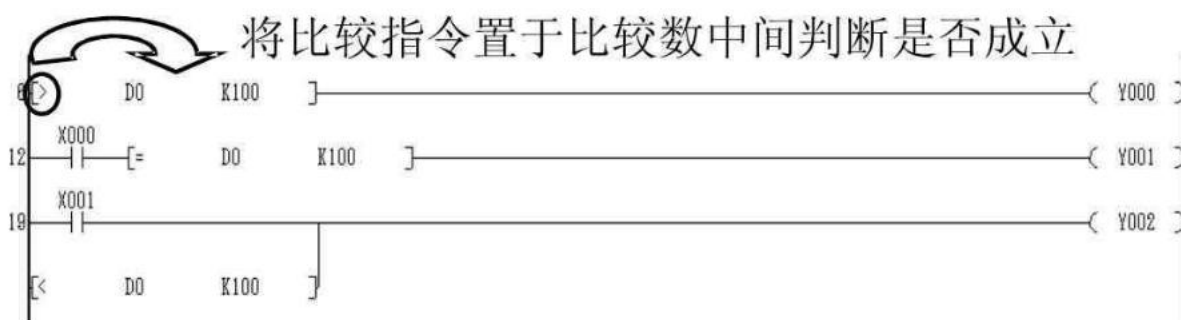 将比较指令置于比较数中间判断是否成立
6 [> D0 K100 ] ( Y000 )
X000
12 [= D0 K100 ] ( Y001 )
X001
19 ( Y002 )
[< D0 K100 ]